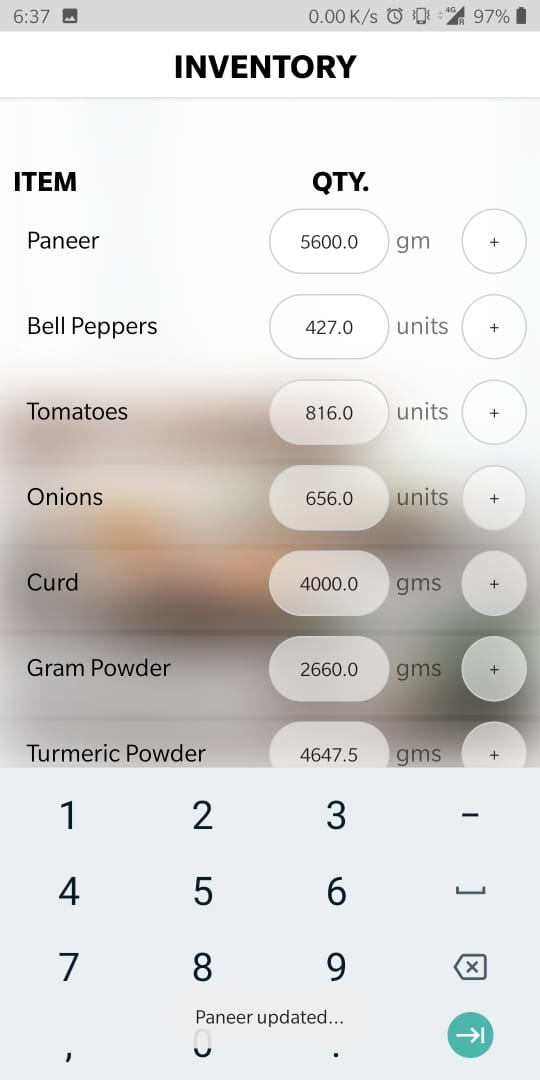 6:37 0.00 K/s 4G R 97%
INVENTORY
ITEM QTY.
Paneer 5600.0 gm +
Bell Peppers 427.0 units +
Tomatoes 816.0 units +
Onions 656.0 units +
Curd 4000.0 gms +
Gram Powder 2660.0 gms +
Turmeric Powder 4647.5 gms +
1 2 3 -
4 5 6
7 8 9
Paneer updated...
, 0 .